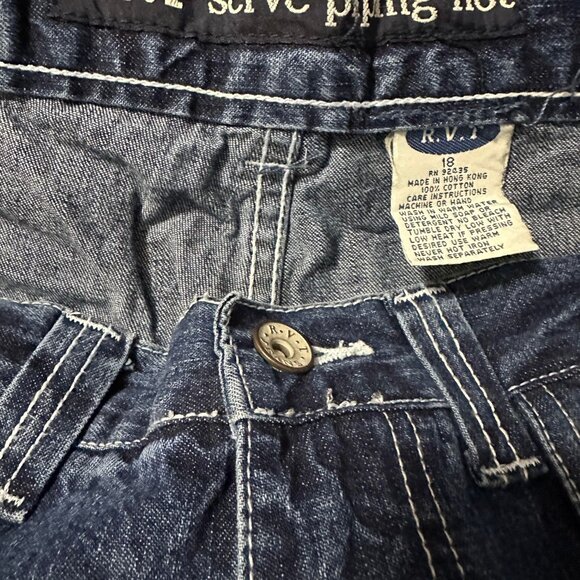 serve piping hot
R.V.T
18
RN 92035
MADE IN HONG KONG
100% COTTON
CARE INSTRUCTIONS
MACHINE OR HAND
WASH IN WARM WATER
USING MILD SOAP OR
DETERGENT NO BLEACH
TUMBLE DRY LOW WITH
LOW HEAT IF PRESSING
DESIRED USE WARM
NEVER HOT IRON
WASH SEPARATELY
R.V.T.